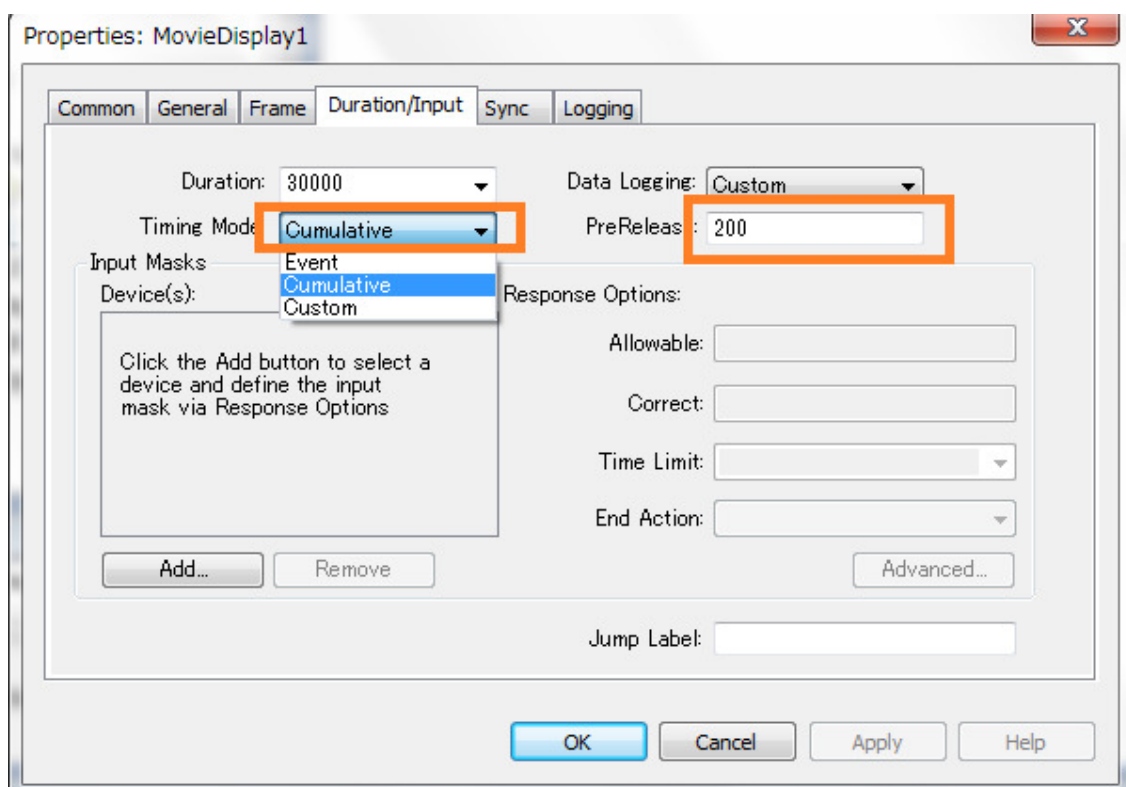 Properties: MovieDisplay1
X
Common General Frame Duration/Input Sync Logging
Duration: 30000 Data Logging: Custom
Timing Mode Cumulative PreReleas : 200
Input Masks Event
Device(s): Cumulative Response Options:
Custom
Allowable:
Click the Add button to select a
device and define the input
mask via Response Options
Correct:
Time Limit:
End Action:
Add... Remove Advanced...
Jump Label:
OK Cancel Apply Help